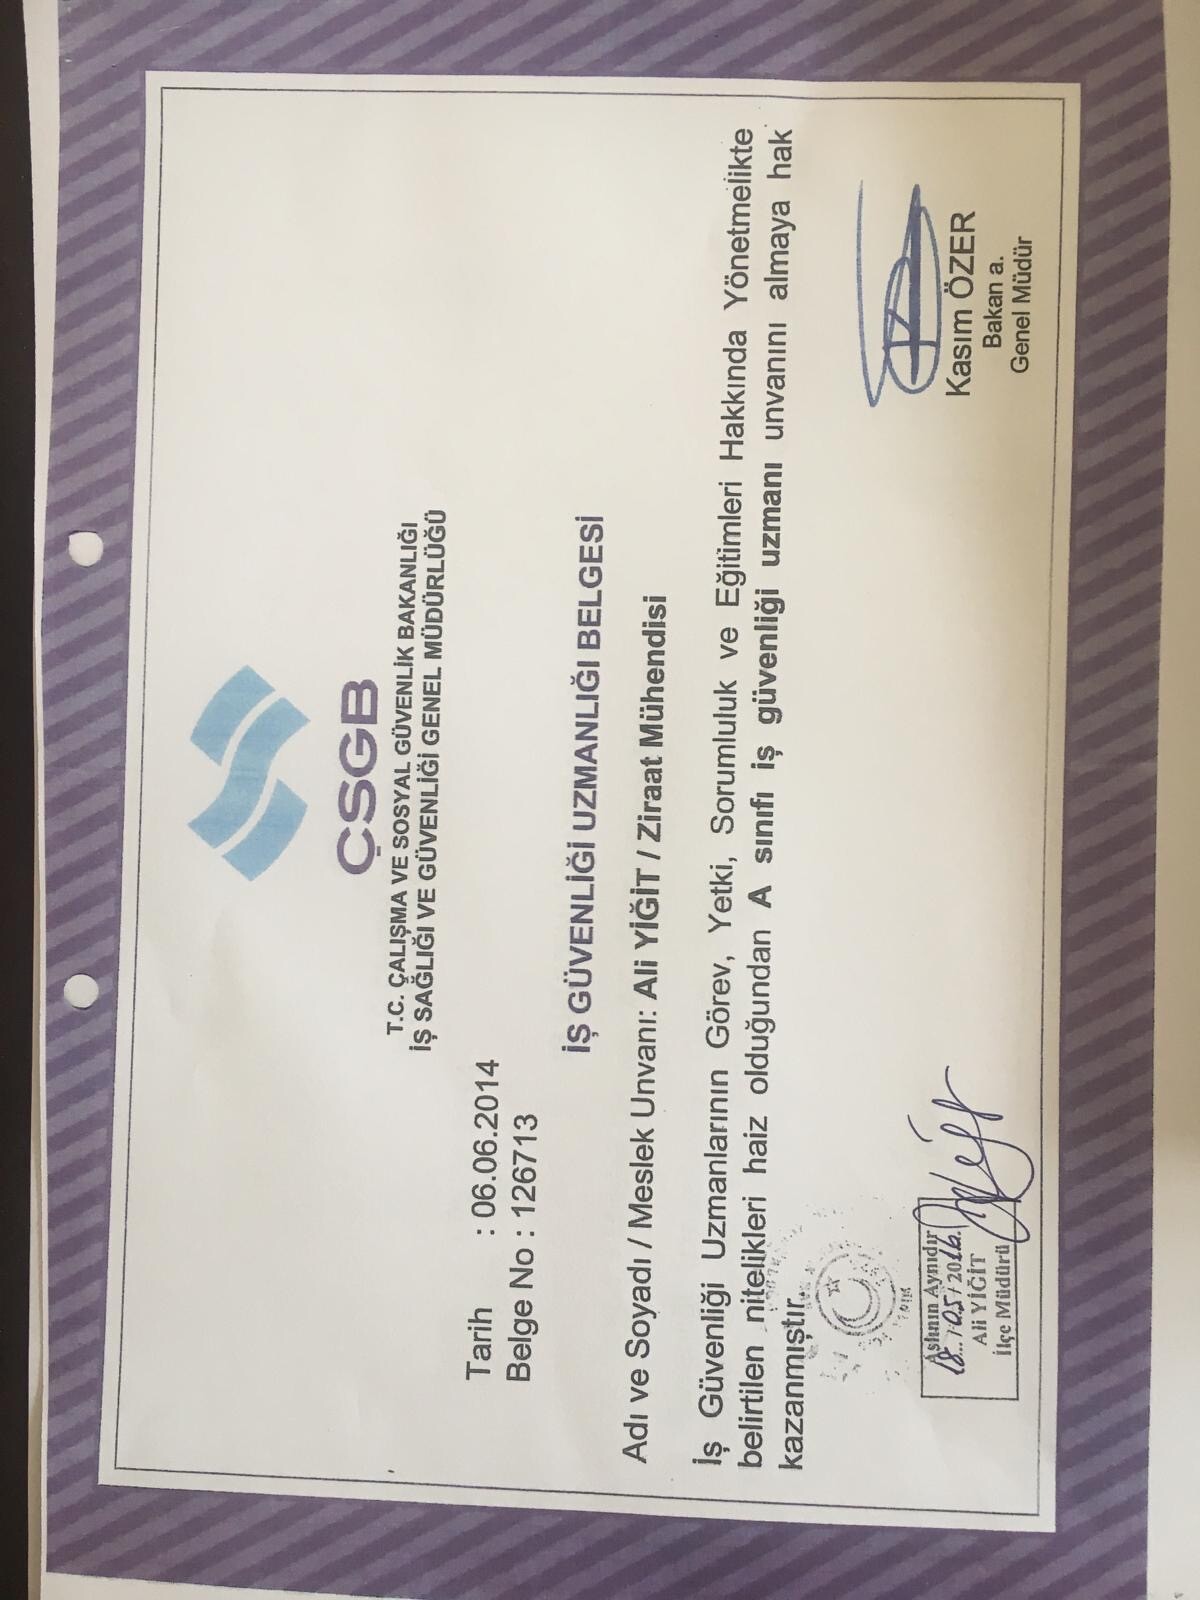 ÇSGB
T.C. ÇALIŞMA VE SOSYAL GÜVENLİK BAKANLIĞI
İŞ SAĞLIĞI VE GÜVENLİĞİ GENEL MÜDÜRLÜĞÜ
Tarih : 06.06.2014
Belge No : 126713
İŞ GÜVENLİĞİ UZMANLIĞI BELGESİ
Adı ve Soyadı / Meslek Unvanı: Ali YİĞİT / Ziraat Mühendisi
İş Güvenliği Uzmanlarının Görev, Yetki, Sorumluluk ve Eğitimleri Hakkında Yönetmelikte
belirtilen nitelikleri haiz olduğundan A sınıfı iş güvenliği uzmanı unvanını almaya hak
kazanmıştır.
Kasım ÖZER
Bakan a.
Genel Müdür
Aslının Aynıdır
18../05/2016.
Ali YİĞİT
İlçe Müdürü